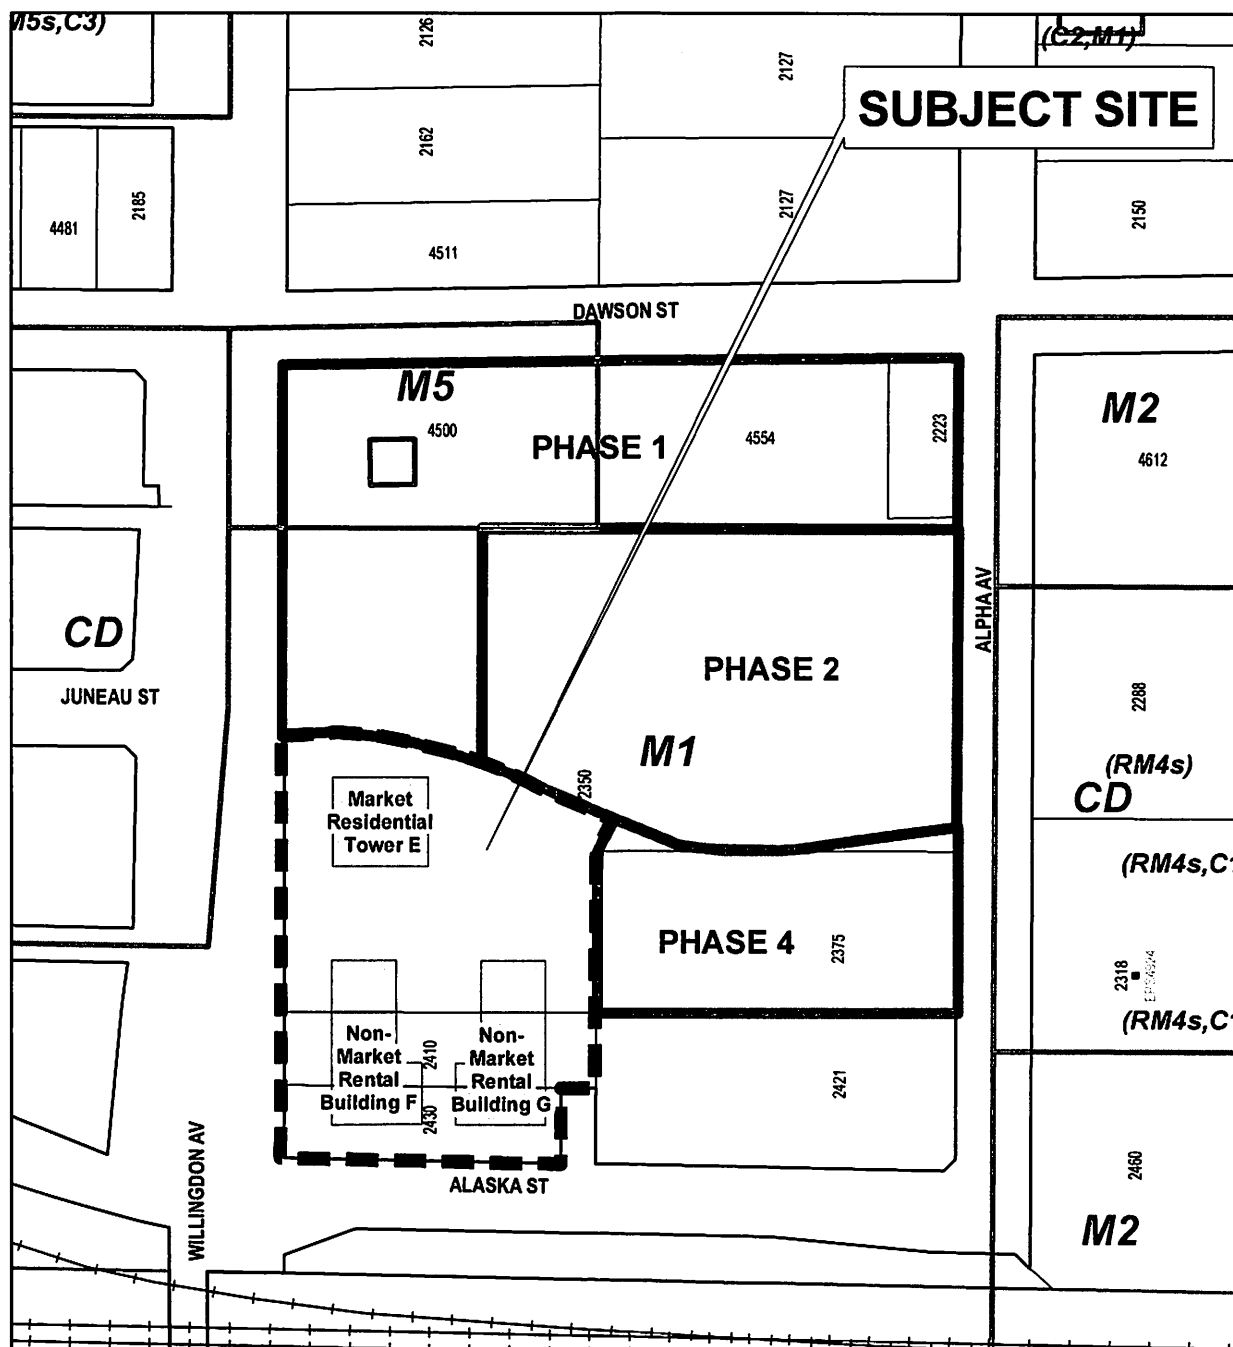 M5s,C3)
2126
2127
(C2,M1)
SUBJECT SITE
2162
2185
4481
2127
2150
4511
DAWSON ST
M5
4500
PHASE 1
4554
2223
M2
4612
ALPHA AV
CD
JUNEAU ST
PHASE 2
2288
M1
(RM4s)
CD
2350
Market
Residential
Tower E
(RM4s,C1
PHASE 4
2375
2318
(RM4s,C1
Non-
Market
Rental
Building F
2410
Non-
Market
Rental
Building G
2421
2430
WILLINGDON AV
ALASKA ST
2460
M2